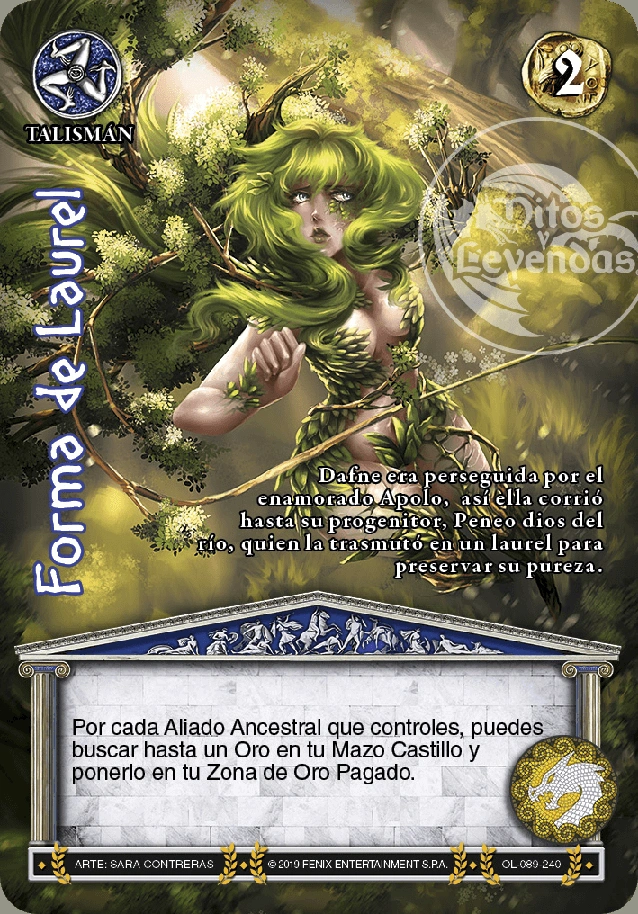 2
TALISMÁN
Mitos
y
Leyendas
Forma de Laurel
Dafne era perseguida por el
enamorado Apolo, así ella corrió
hasta su progenitor, Peneo dios del
río, quien la trasmutó en un laurel para
preservar su pureza.
Por cada Aliado Ancestral que controles, puedes
buscar hasta un Oro en tu Mazo Castillo y
ponerlo en tu Zona de Oro Pagado.
ARTE: SARA CONTRERAS
© 2019 FENIX ENTERTAINMENT S.P.A.
OL 089-240